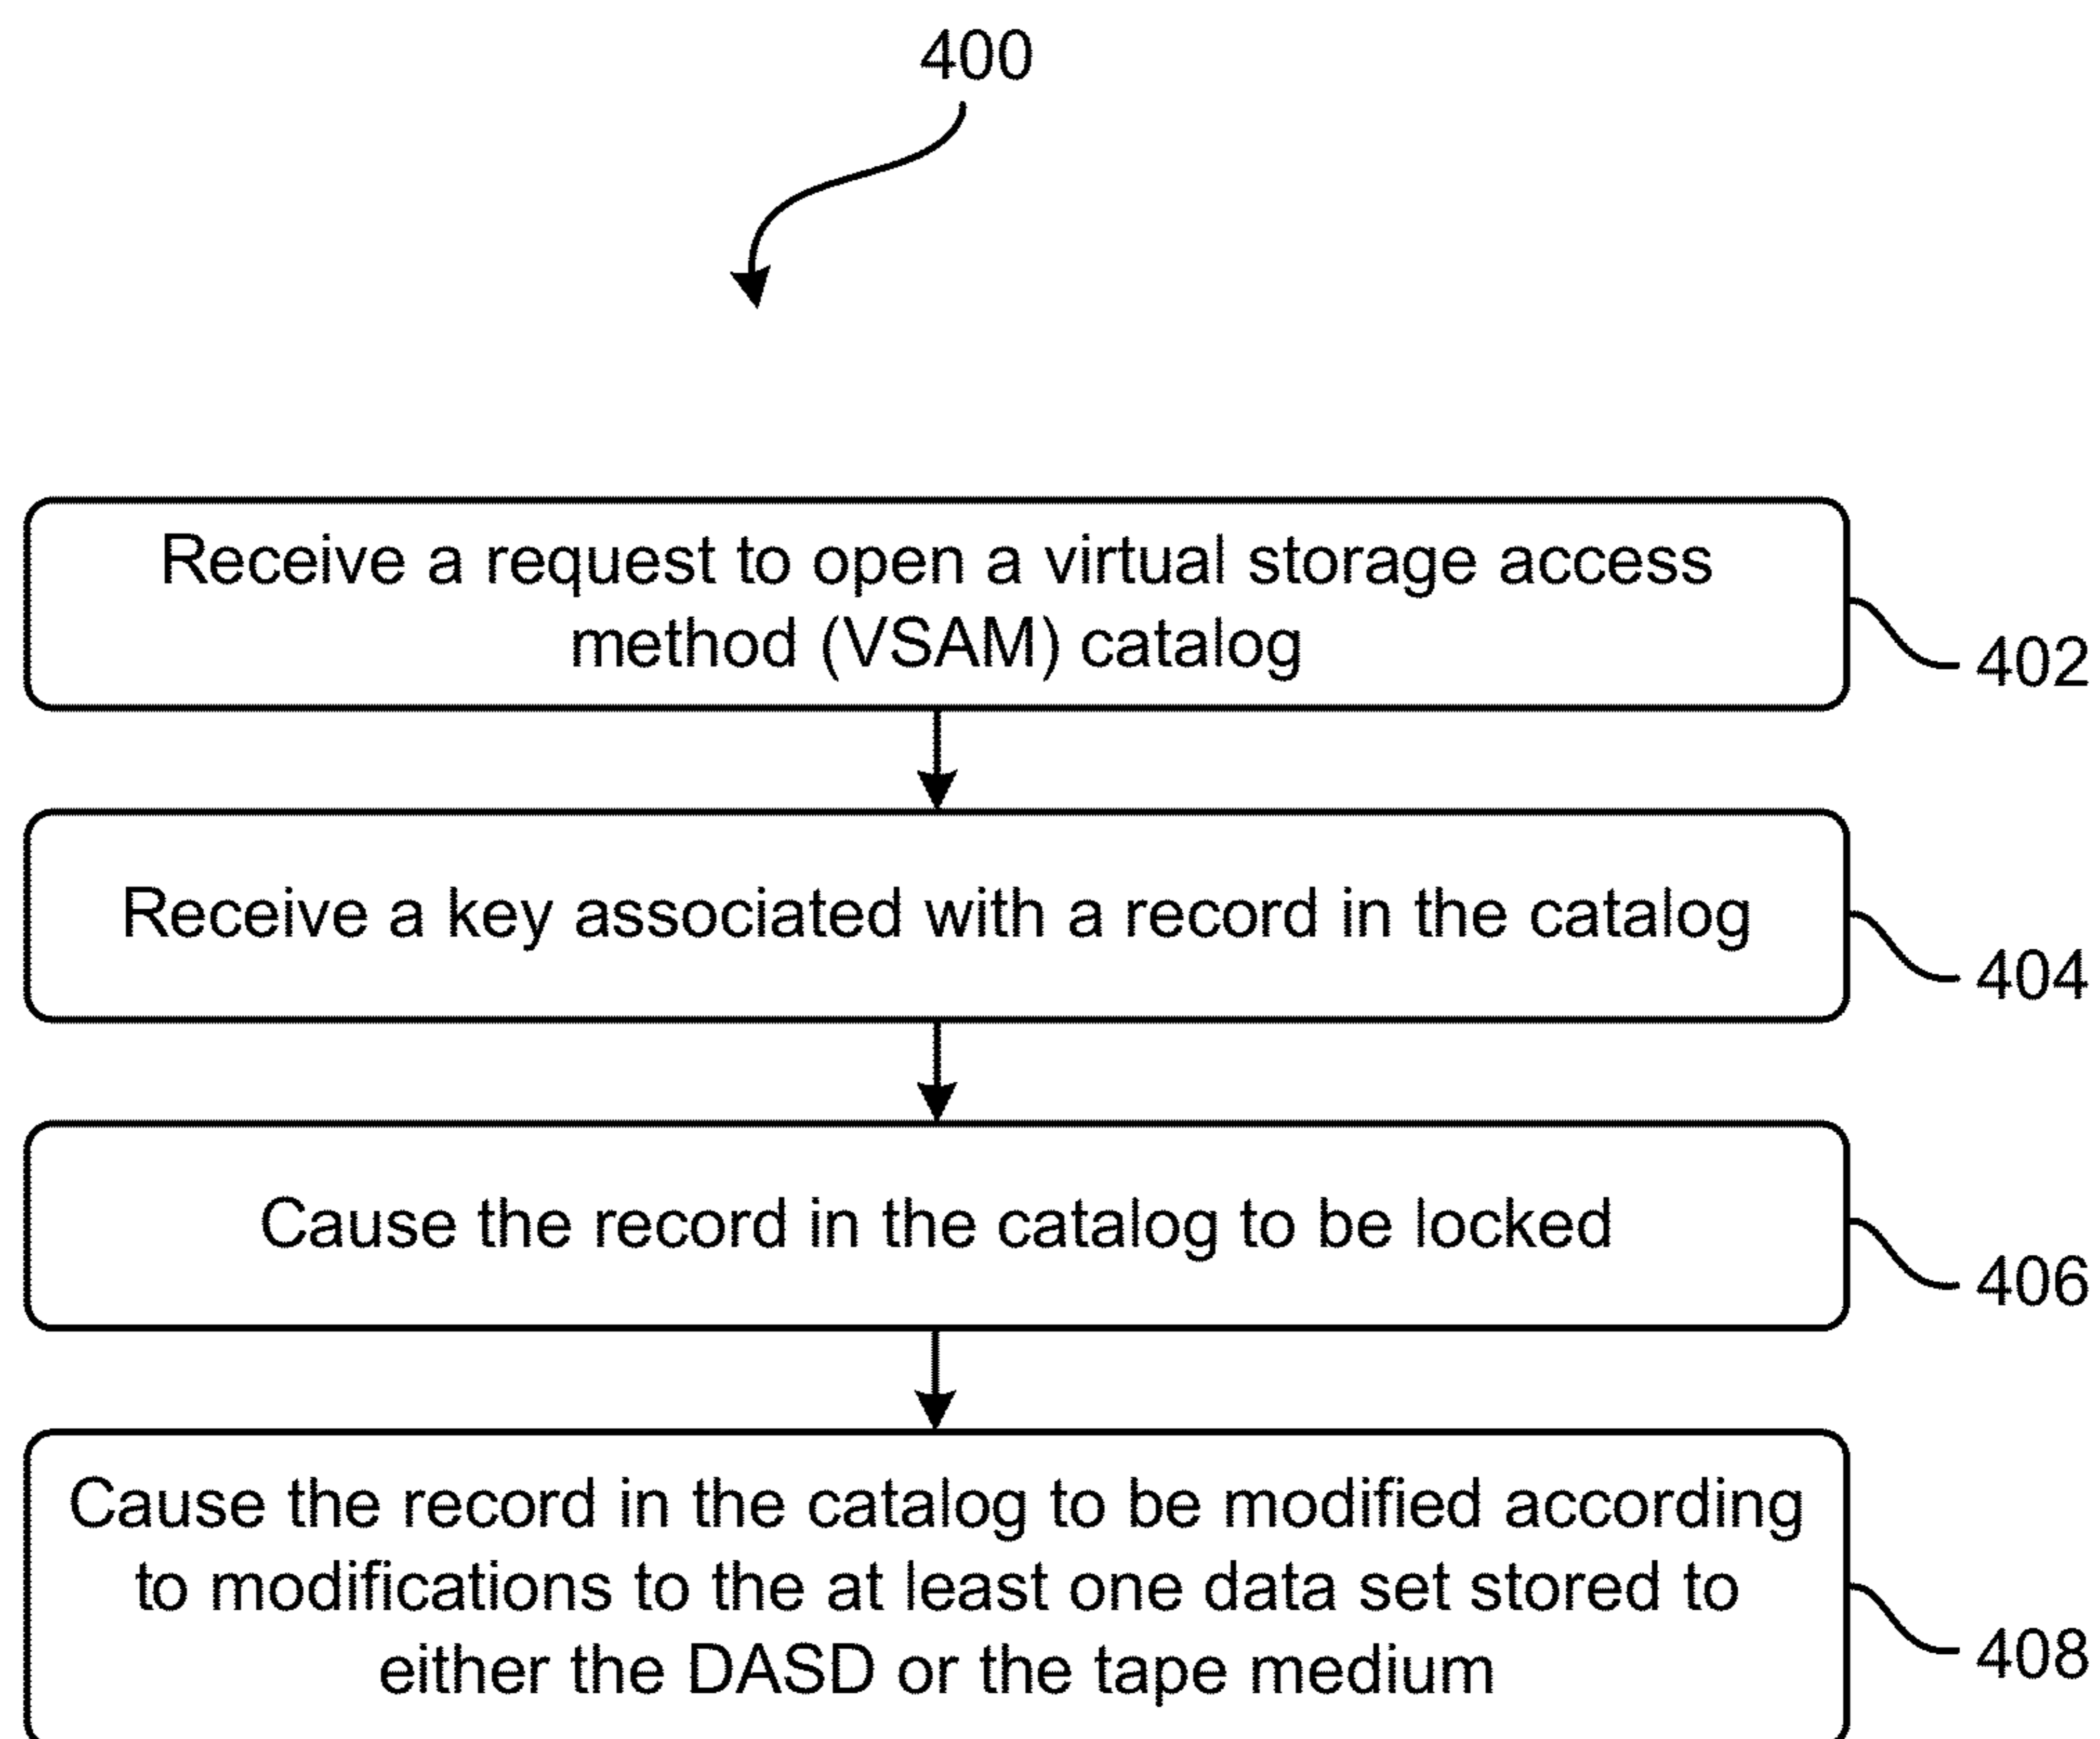 400
Receive a request to open a virtual storage access
method (VSAM) catalog
402
Receive a key associated with a record in the catalog
404
Cause the record in the catalog to be locked
406
Cause the record in the catalog to be modified according
to modifications to the at least one data set stored to
either the DASD or the tape medium
408